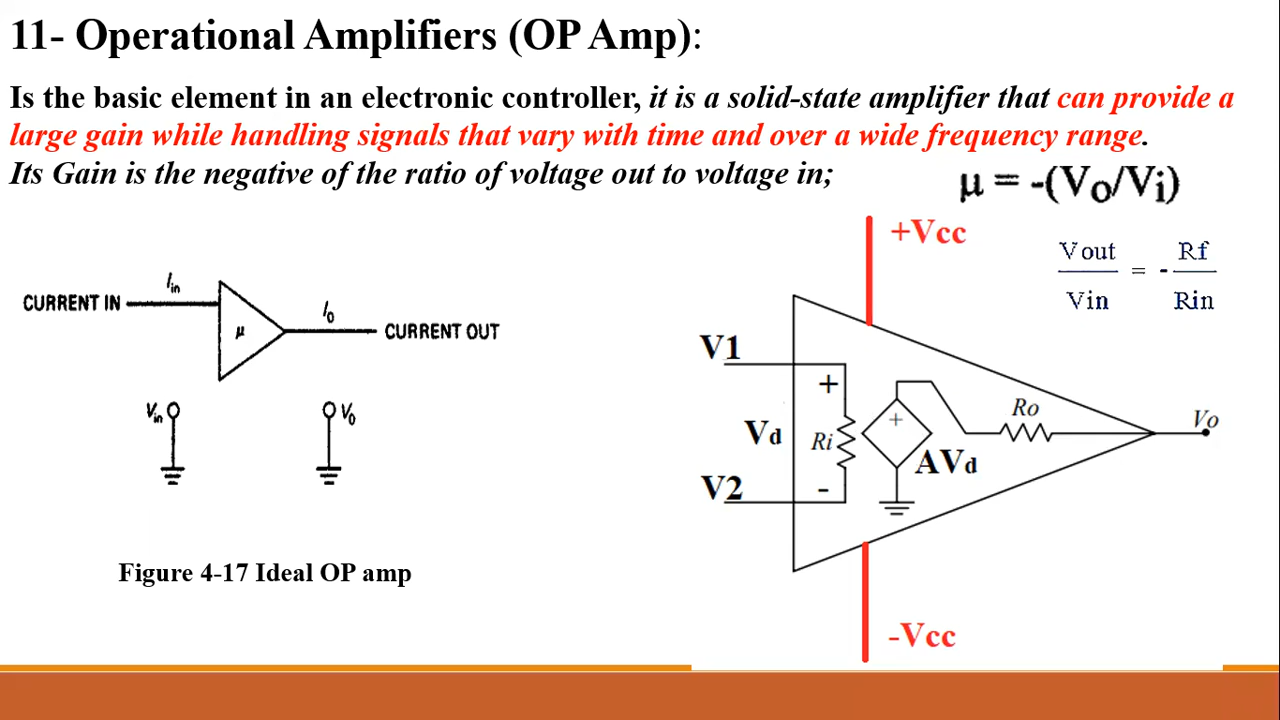 11- Operational Amplifiers (OP Amp):
Is the basic element in an electronic controller, it is a solid-state amplifier that can provide a
large gain while handling signals that vary with time and over a wide frequency range.
Its Gain is the negative of the ratio of voltage out to voltage in;
μ = -(Vo/Vi)
+Vcc
Vout
Vin
= -
Rf
Rin
Iin
CURRENT IN
μ
Io
CURRENT OUT
Vin
Vo
V1
+
Vd
Ri
V2
-
+
AVd
Ro
Vo
Figure 4-17 Ideal OP amp
-Vcc